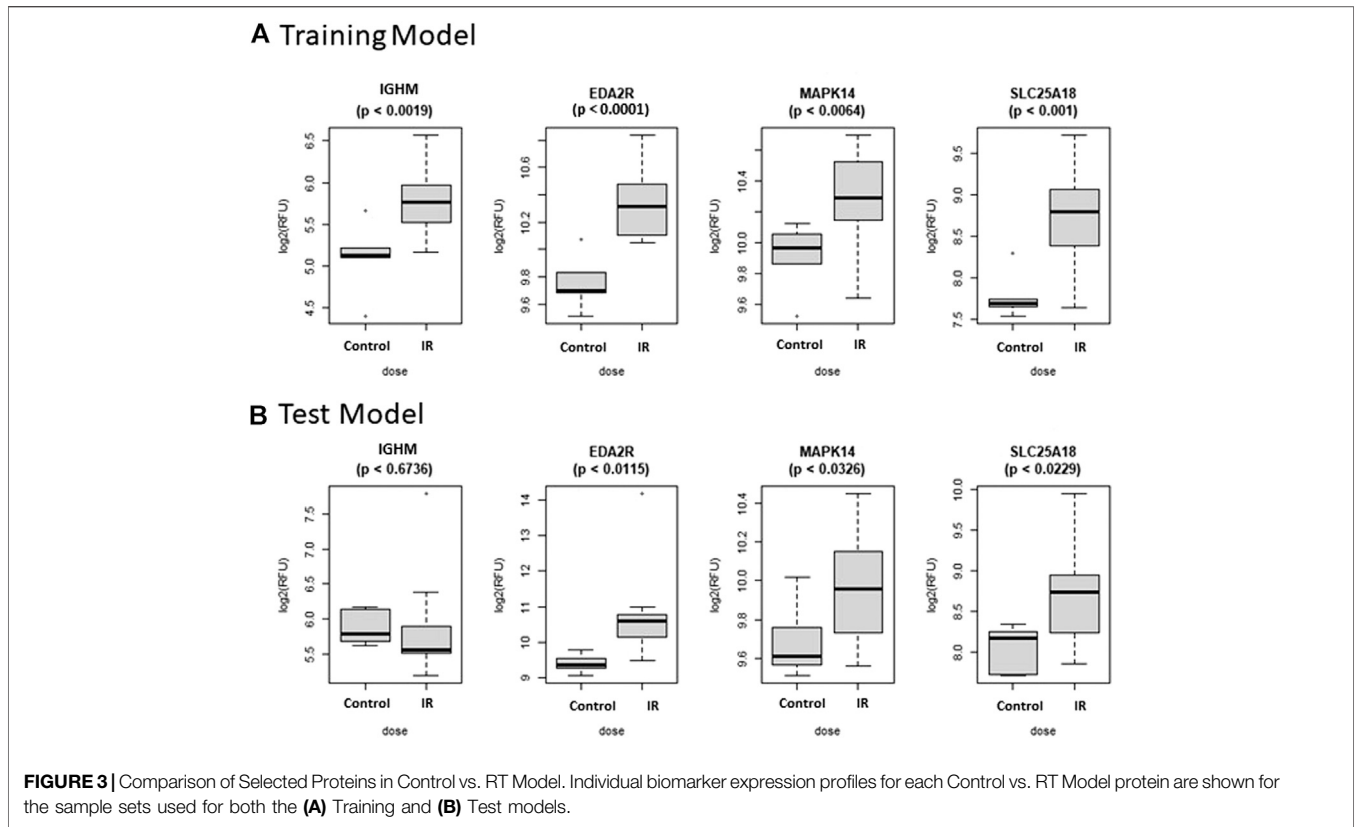 A Training Model
IGHM
(p < 0.0019)
log2(RFU)
6.5
6.0
5.5
5.0
4.5
Control IR
dose
EDA2R
(p <0.0001)
log2(RFU)
10.6
10.2
9.8
9.6
Control IR
dose
MAPK14
(p < 0.0064)
log2(RFU)
10.4
10.0
9.8
9.6
Control IR
dose
SLC25A18
(p < 0.001)
log2(RFU)
9.5
9.0
8.5
8.0
7.5
Control IR
dose
B Test Model
IGHM
(p < 0.6736)
log2(RFU)
7.5
7.0
6.5
6.0
5.5
Control IR
dose
EDA2R
(p < 0.0115)
log2(RFU)
14
13
12
11
10
9
Control IR
dose
MAPK14
(p < 0.0326)
log2(RFU)
10.4
10.2
10.0
9.8
9.6
Control IR
dose
SLC25A18
(p < 0.0229)
log2(RFU)
10.0
9.5
9.0
8.5
8.0
Control IR
dose
FIGURE 3 | Comparison of Selected Proteins in Control vs. RT Model. Individual biomarker expression profiles for each Control vs. RT Model protein are shown for
the sample sets used for both the (A) Training and (B) Test models.